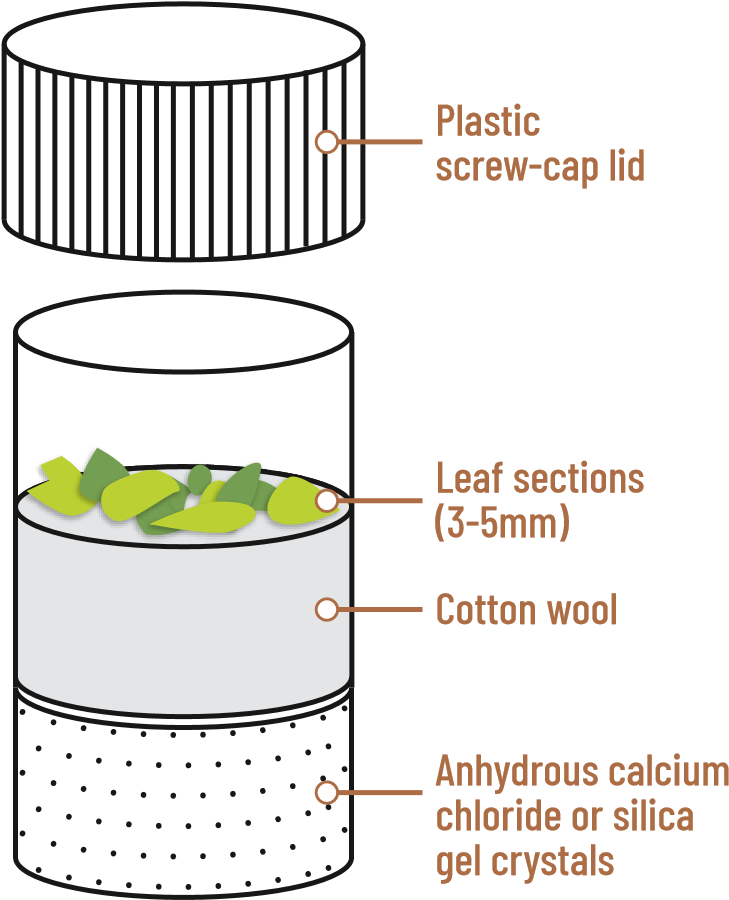 Plastic
screw-cap lid
Leaf sections
(3-5mm)
Cotton wool
Anhydrous calcium
chloride or silica
gel crystals